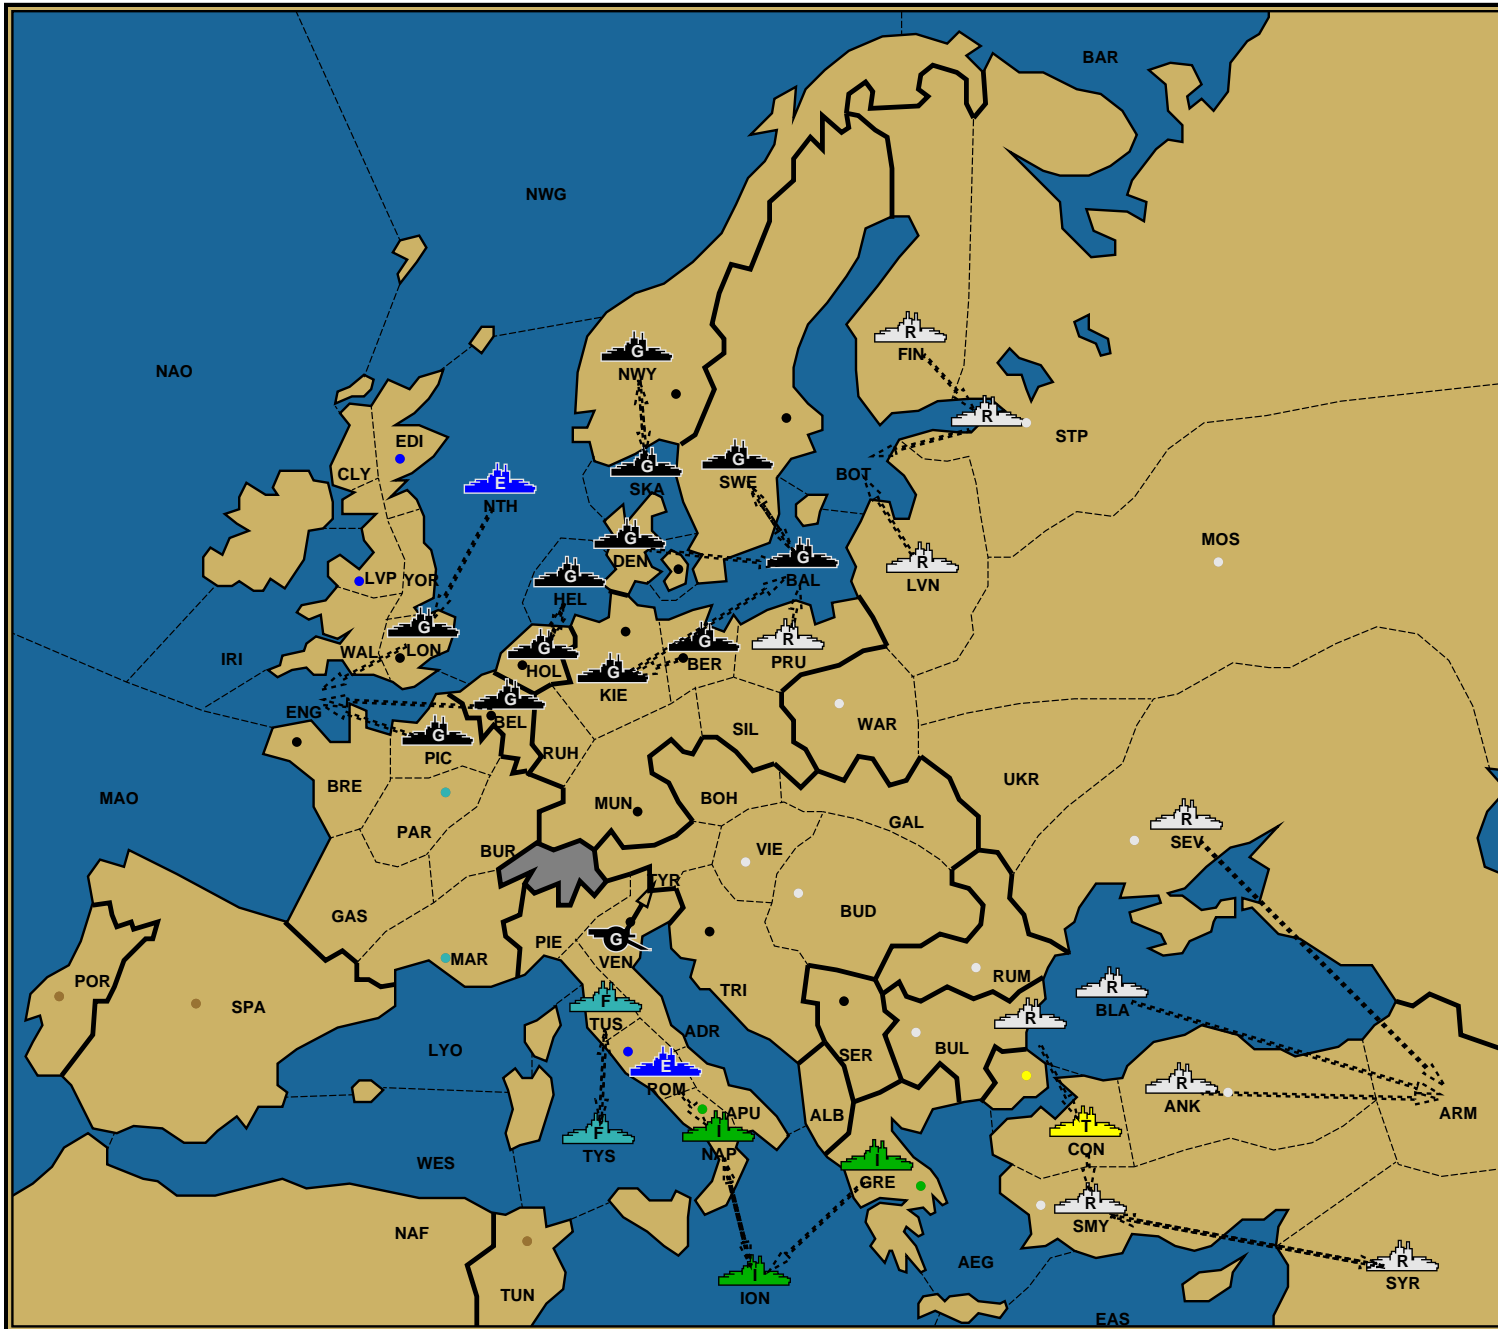 BAR
NWG
NAO
G
NWY
R
FIN
R
STP
EDI
CLY
E
NTH
G
SKA
G
SWE
BOT
G
DEN
G
BAL
R
LVN
MOS
LVP
YOR
G
HEL
G
LON
WAL
IRI
G
HOL
G
BER
R
PRU
G
KIE
ENG
G
BEL
G
PIC
RUH
SIL
WAR
UKR
BRE
MAO
MUN
BOH
GAL
PAR
BUR
VIE
R
SEV
TYR
GAS
BUD
G
VEN
PIE
MAR
POR
SPA
TRI
RUM
R
BLA
R
F
TUS
ADR
LYO
SER
BUL
E
ROM
R
ANK
ARM
APU
ALB
F
TYS
I
NAP
T
CON
WES
I
GRE
R
SMY
NAF
AEG
R
SYR
I
ION
TUN
EAS